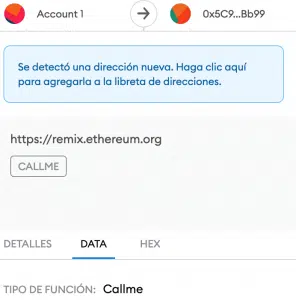 Account 1
0x5C9...Bb99
Se detectó una dirección nueva. Haga clic aquí
para agregarla a la libreta de direcciones.
https://remix.ethereum.org
CALLME
DETALLES DATA HEX
TIPO DE FUNCIÓN: Callme